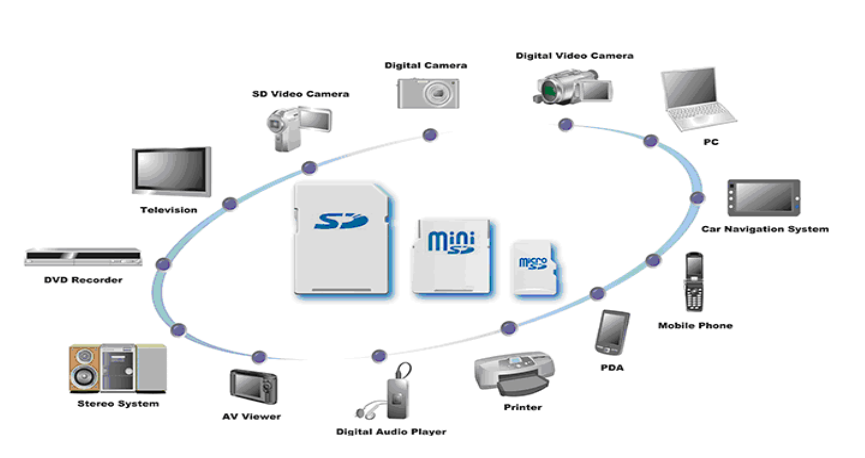 Digital Camera
Digital Video Camera
SD Video Camera
PC
Television
Car Navigation System
DVD Recorder
Mobile Phone
PDA
Stereo System
AV Viewer
Digital Audio Player
Printer
SD
mini
SD
micro
SD